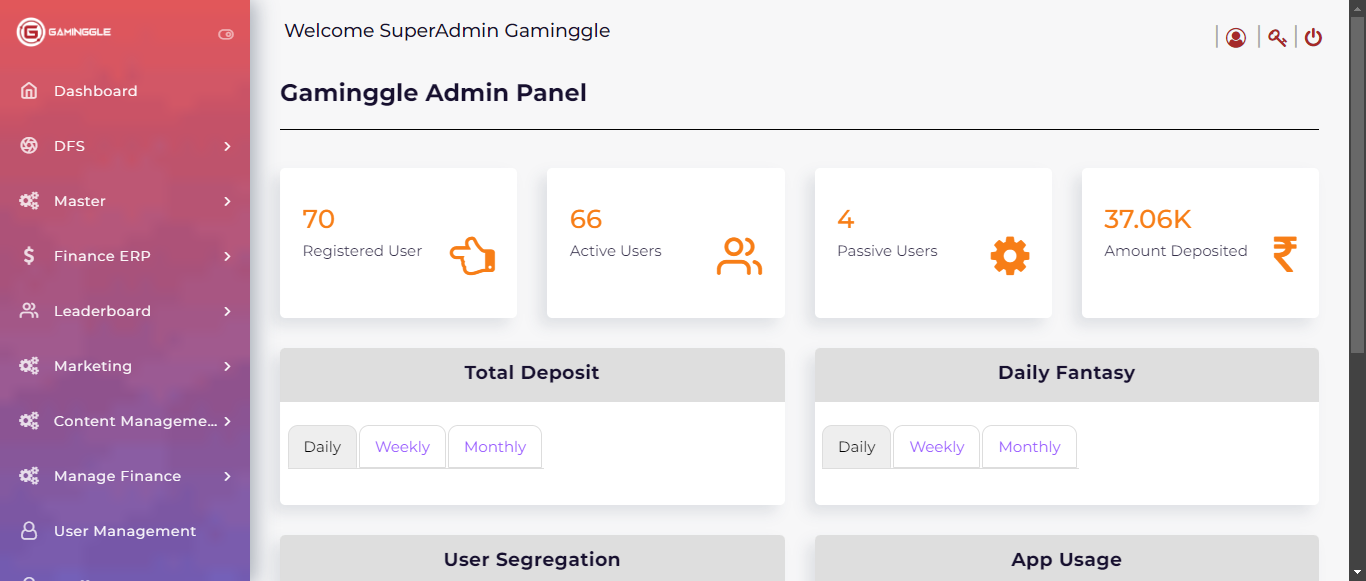 GAMINGGLE
Welcome SuperAdmin Gaminggle
Gaminggle Admin Panel
Dashboard
DFS
Master
Finance ERP
Leaderboard
Marketing
Content Manageme...
Manage Finance
User Management
70
Registered User
66
Active Users
4
Passive Users
37.06K
Amount Deposited
₹
Total Deposit
Daily Weekly Monthly
Daily Fantasy
Daily Weekly Monthly
User Segregation
App Usage